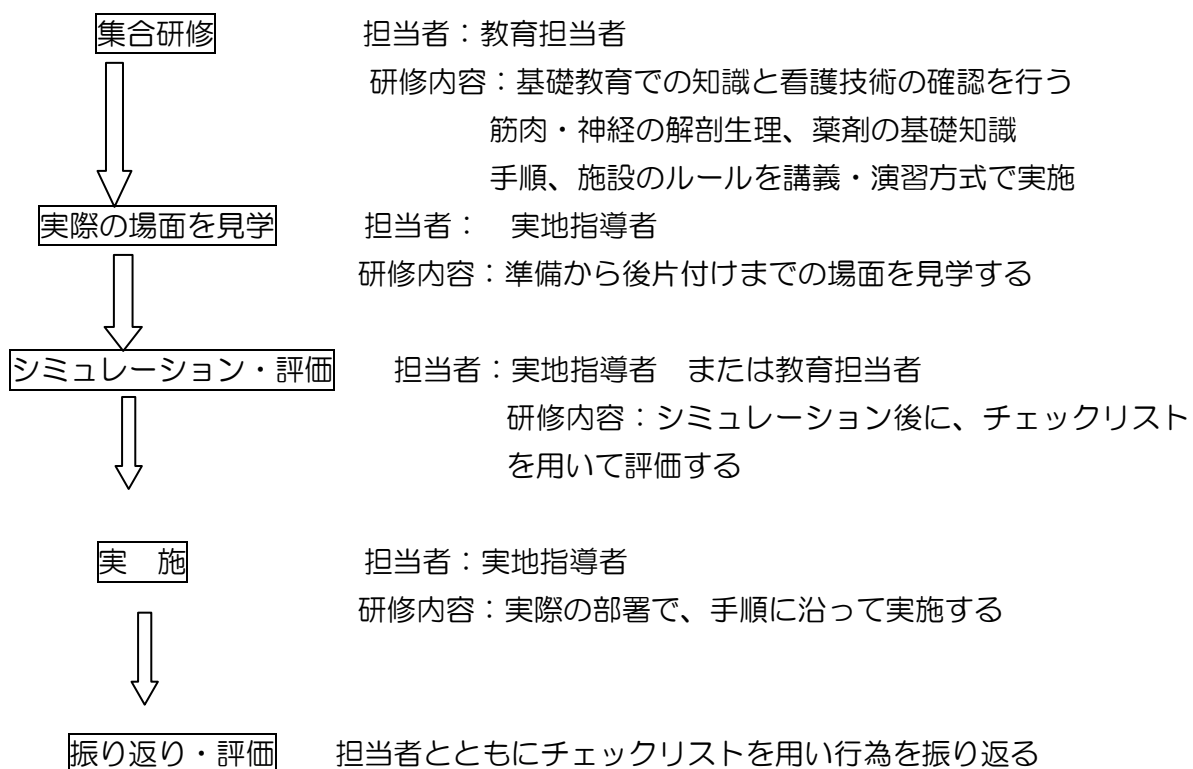 集合研修　担当者：教育担当者
研修内容：基礎教育での知識と看護技術の確認を行う
筋肉・神経の解剖生理、薬剤の基礎知識
手順、施設のルールを講義・演習方式で実施
実際の場面を見学　担当者：　実地指導者
研修内容：準備から後片付けまでの場面を見学する
シミュレーション・評価　担当者：実地指導者　または教育担当者
研修内容：シミュレーション後に、チェックリスト
を用いて評価する
実　施　担当者：実地指導者
研修内容：実際の部署で、手順に沿って実施する
振り返り・評価　担当者とともにチェックリストを用い行為を振り返る